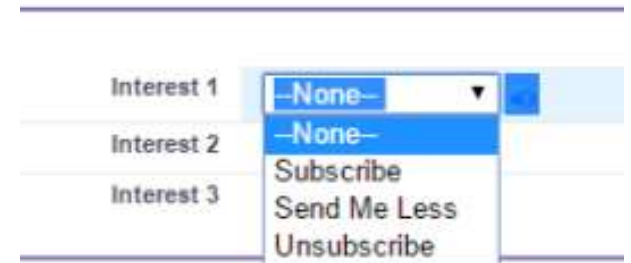 Interest 1 --None-- ▼
--None--
Interest 2
Subscribe
Interest 3
Send Me Less
Unsubscribe